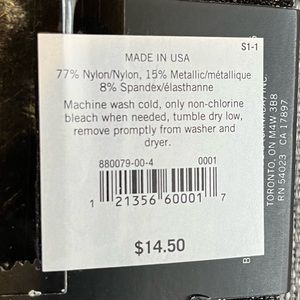 S1-1
MADE IN USA
77% Nylon/Nylon, 15% Metallic/métallique
8% Spandex/élasthanne
Machine wash cold, only non-chlorine
bleach when needed, tumble dry low,
remove promptly from washer and
dryer.
880079-00-4 0001
1 21356 60001 7
$14.50
TORONTO, ON M4W 3B8
RN 54023 CA 17897